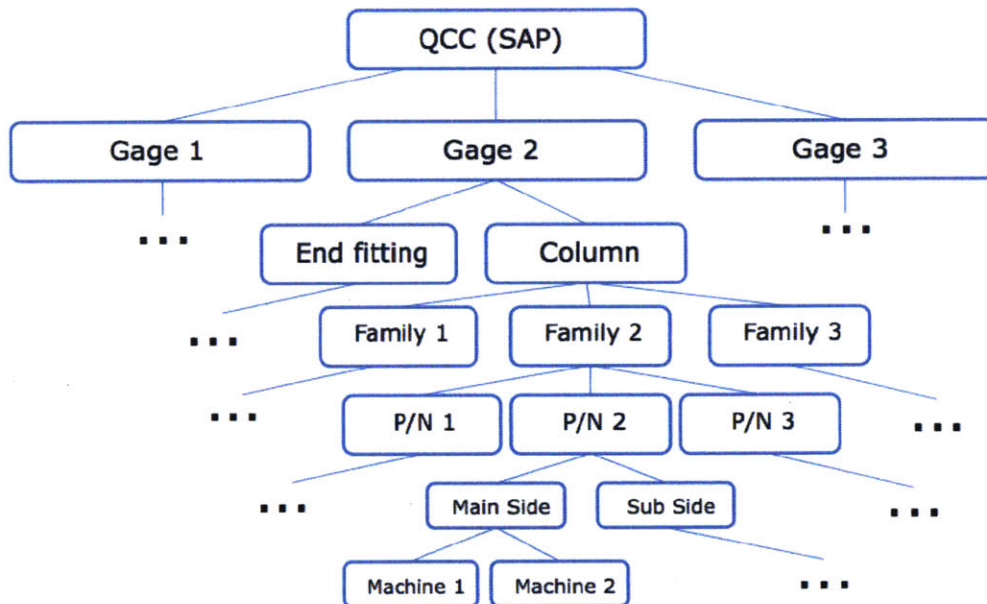 QCC (SAP)
Gage 1
Gage 2
Gage 3
...
End fitting
Column
...
...
Family 1
Family 2
Family 3
...
P/N 1
P/N 2
P/N 3
...
...
Main Side
Sub Side
...
Machine 1
Machine 2
...